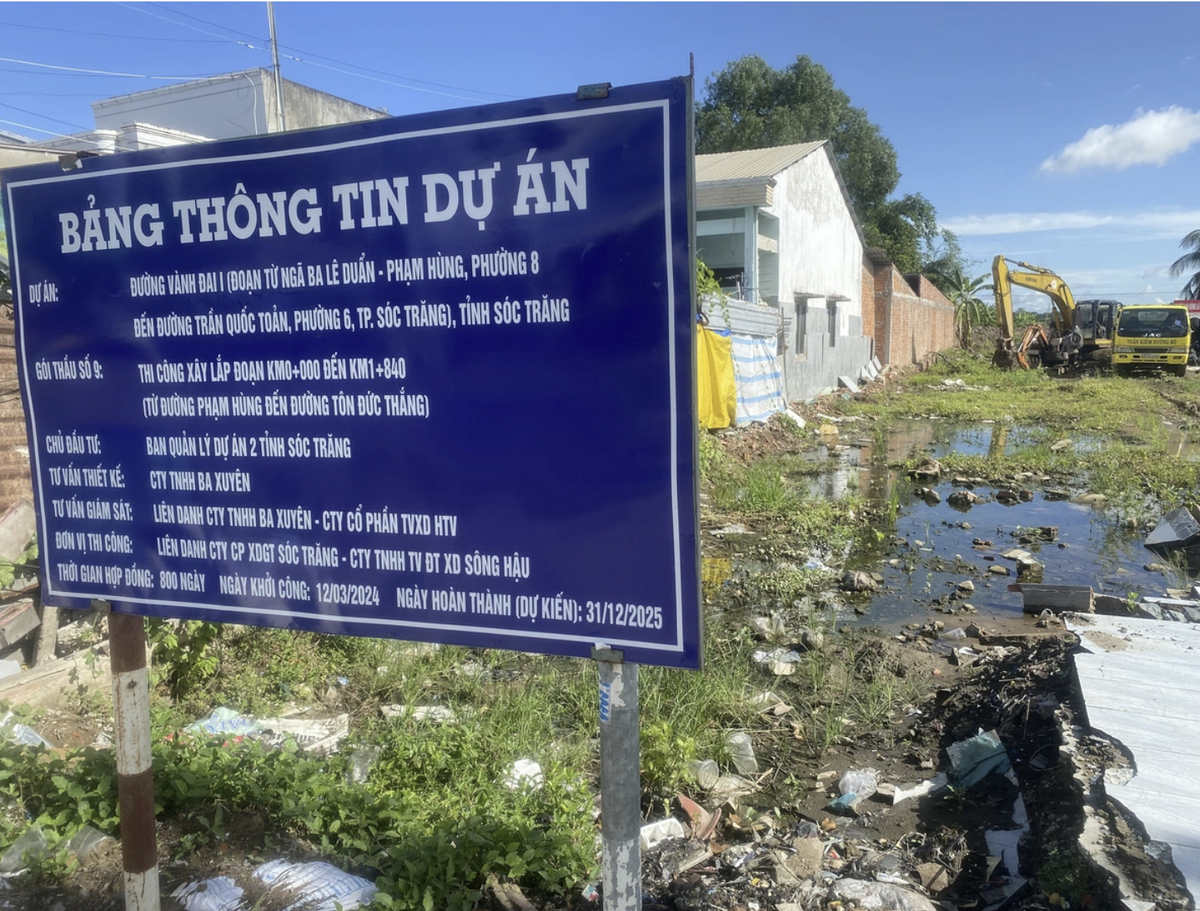 BẢNG THÔNG TIN DỰ ÁN
DỰ ÁN: ĐƯỜNG VÀNH ĐAI I (ĐOẠN TỪ NGÃ BA LÊ DUẨN - PHẠM HÙNG, PHƯỜNG 8
ĐẾN ĐƯỜNG TRẦN QUỐC TOẢN, PHƯỜNG 6, TP. SÓC TRĂNG), TỈNH SÓC TRĂNG
GÓI THẦU SỐ 9: THI CÔNG XÂY LẮP ĐOẠN KM0+000 ĐẾN KM1+840
(TỪ ĐƯỜNG PHẠM HÙNG ĐẾN ĐƯỜNG TÔN ĐỨC THẮNG)
CHỦ ĐẦU TƯ: BAN QUẢN LÝ DỰ ÁN 2 TỈNH SÓC TRĂNG
TƯ VẤN THIẾT KẾ: CTY TNHH BA XUYÊN
TƯ VẤN GIÁM SÁT: LIÊN DANH CTY TNHH BA XUYÊN - CTY CỔ PHẦN TVXD HTV
ĐƠN VỊ THI CÔNG: LIÊN DANH CTY CP XDGT SÓC TRĂNG - CTY TNHH TV ĐT XD SÔNG HẬU
THỜI GIAN HỢP ĐỒNG: 800 NGÀY NGÀY KHỞI CÔNG: 12/03/2024 NGÀY HOÀN THÀNH (DỰ KIẾN): 31/12/2025
JAC